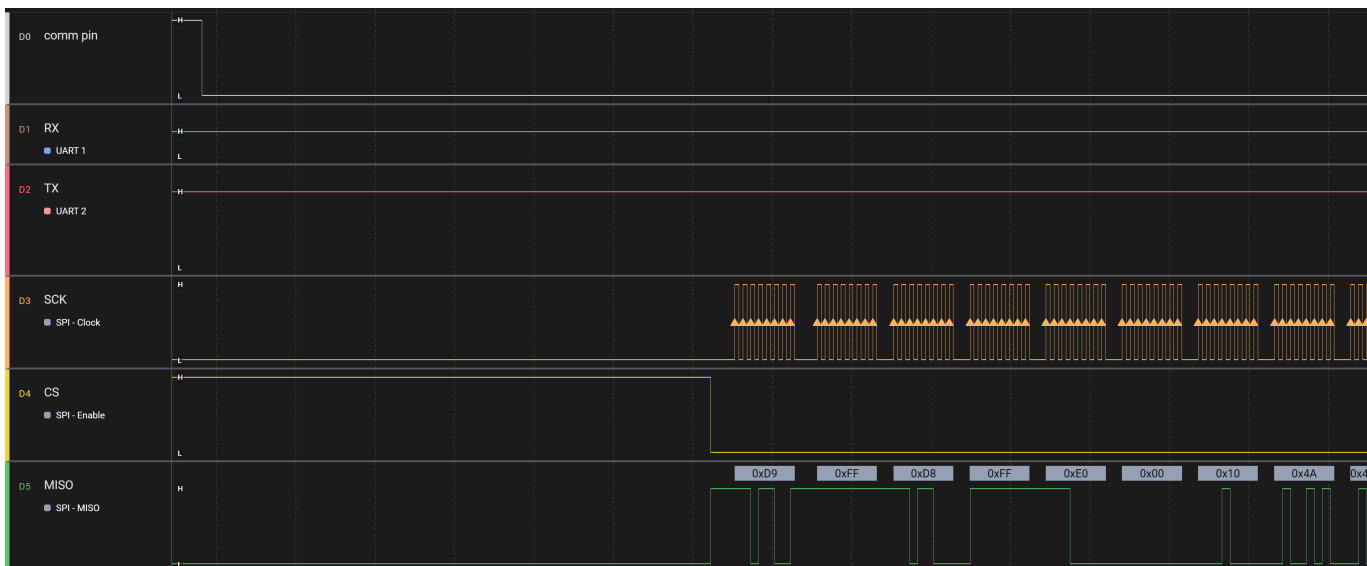 H
D0 comm pin
L
D1 RX
H
UART 1
L
D2 TX
H
UART 2
L
H
D3 SCK
SPI - Clock
L
H
D4 CS
SPI - Enable
L
0xD9 0xFF 0xD8 0xFF 0xE0 0x00 0x10 0x4A 0x4
D5 MISO
H
SPI - MISO
L